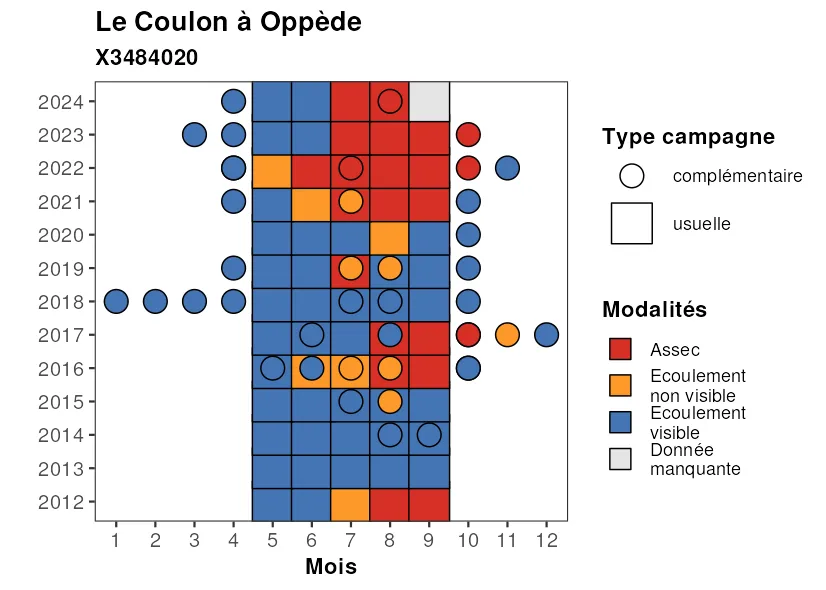 Le Coulon à Oppède
X3484020
2024
2023
2022
2021
2020
2019
2018
2017
2016
2015
2014
2013
2012
1 2 3 4 5 6 7 8 9 10 11 12
Mois
Type campagne
complémentaire
usuelle
Modalités
Assec
Ecoulement
non visible
Ecoulement
visible
Donnée
manquante